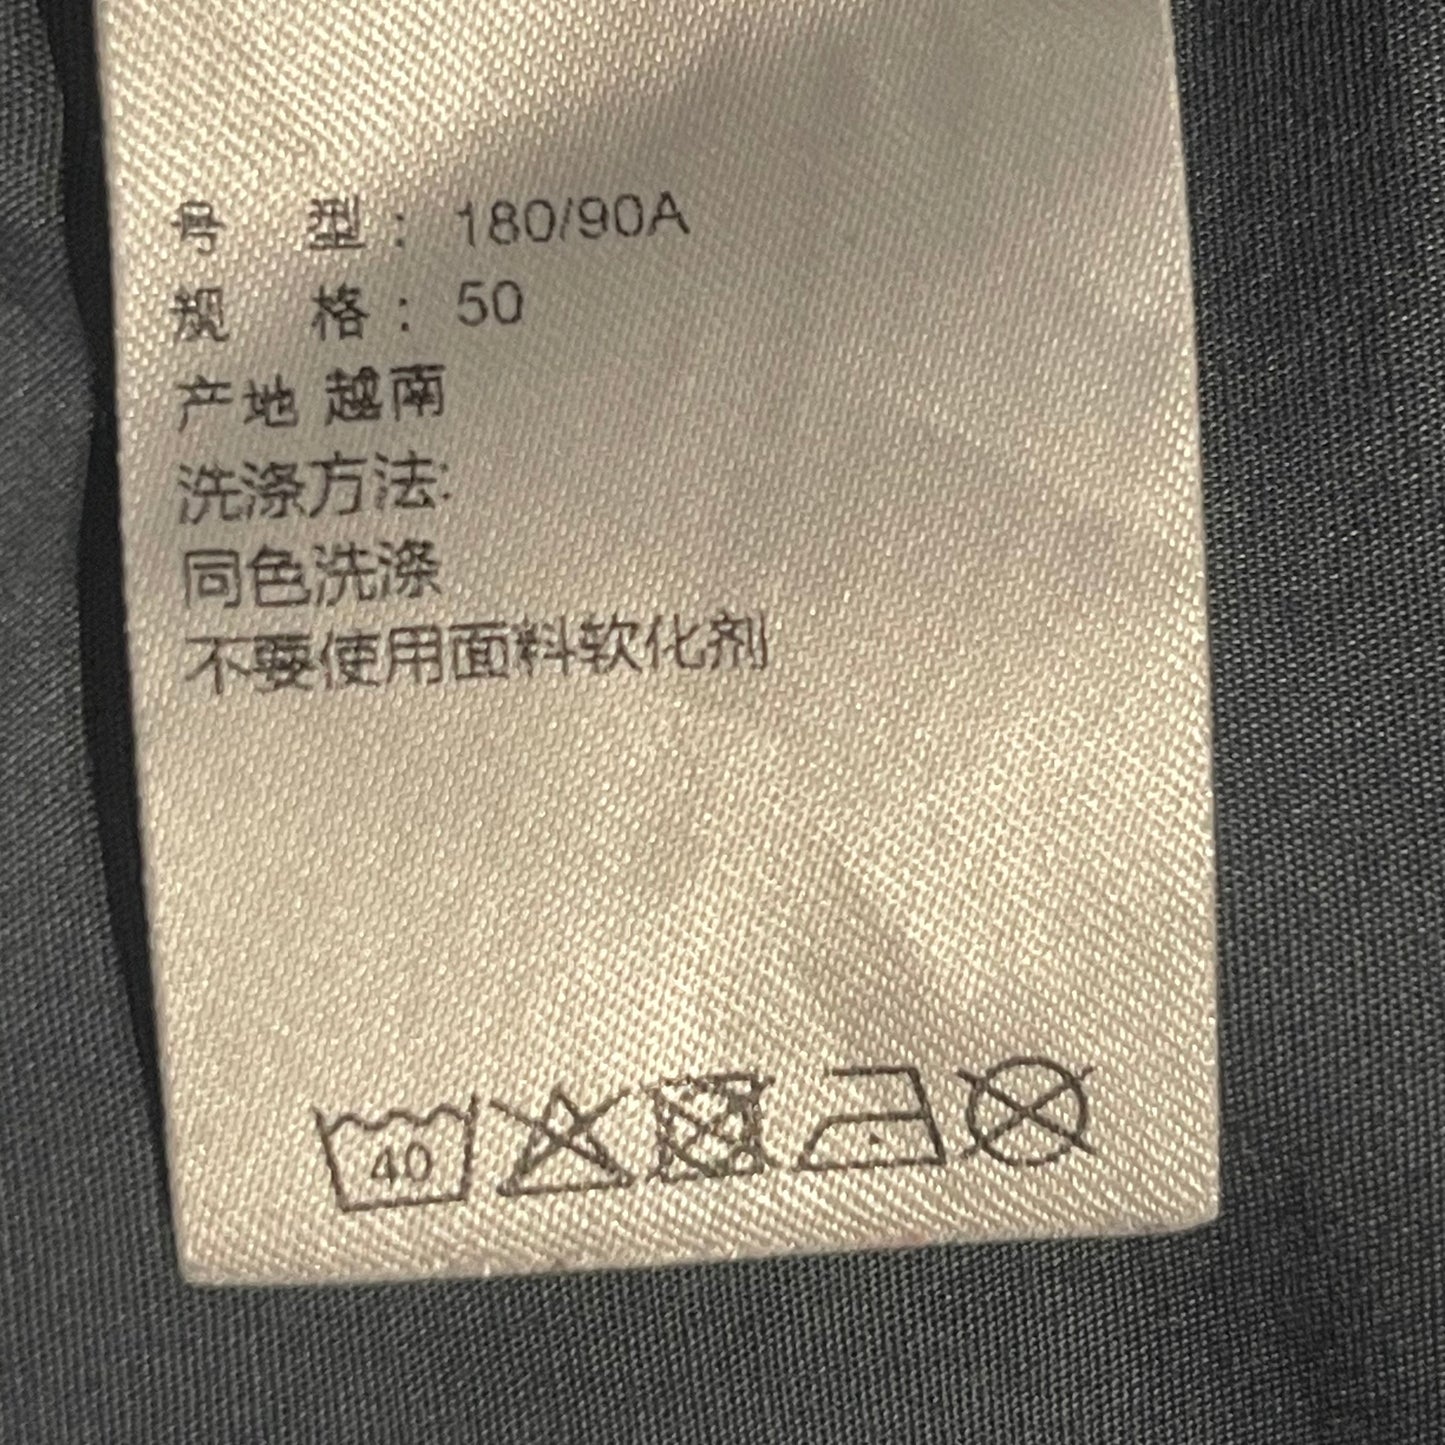 号 型: 180/90A
规 格: 50
产地 越南
洗涤方法:
同色洗涤
不要使用面料软化剂
40